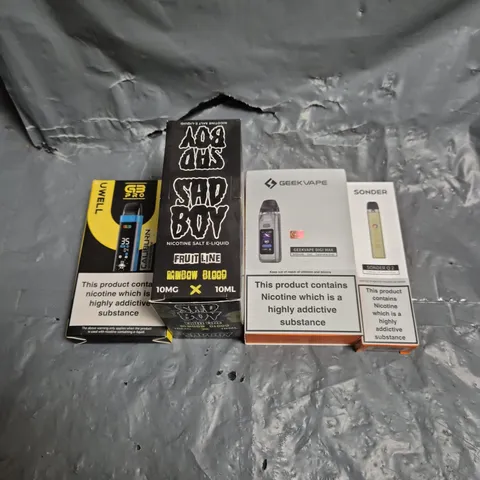 UWELL
G3
PRO
This product contains
Nicotine which is a
highly addictive
substance
SAD
BOY
SAD
BOY
NICOTINE SALT E-LIQUID
FRUIT LINE
RAINBOW BLOOD
10MG X 10ML
GEEKVAPE
This product contains
Nicotine which is a
highly addictive
substance
SONDER
SONDER Q 2
This product
contains
Nicotine
which is a
highly
addictive
substance